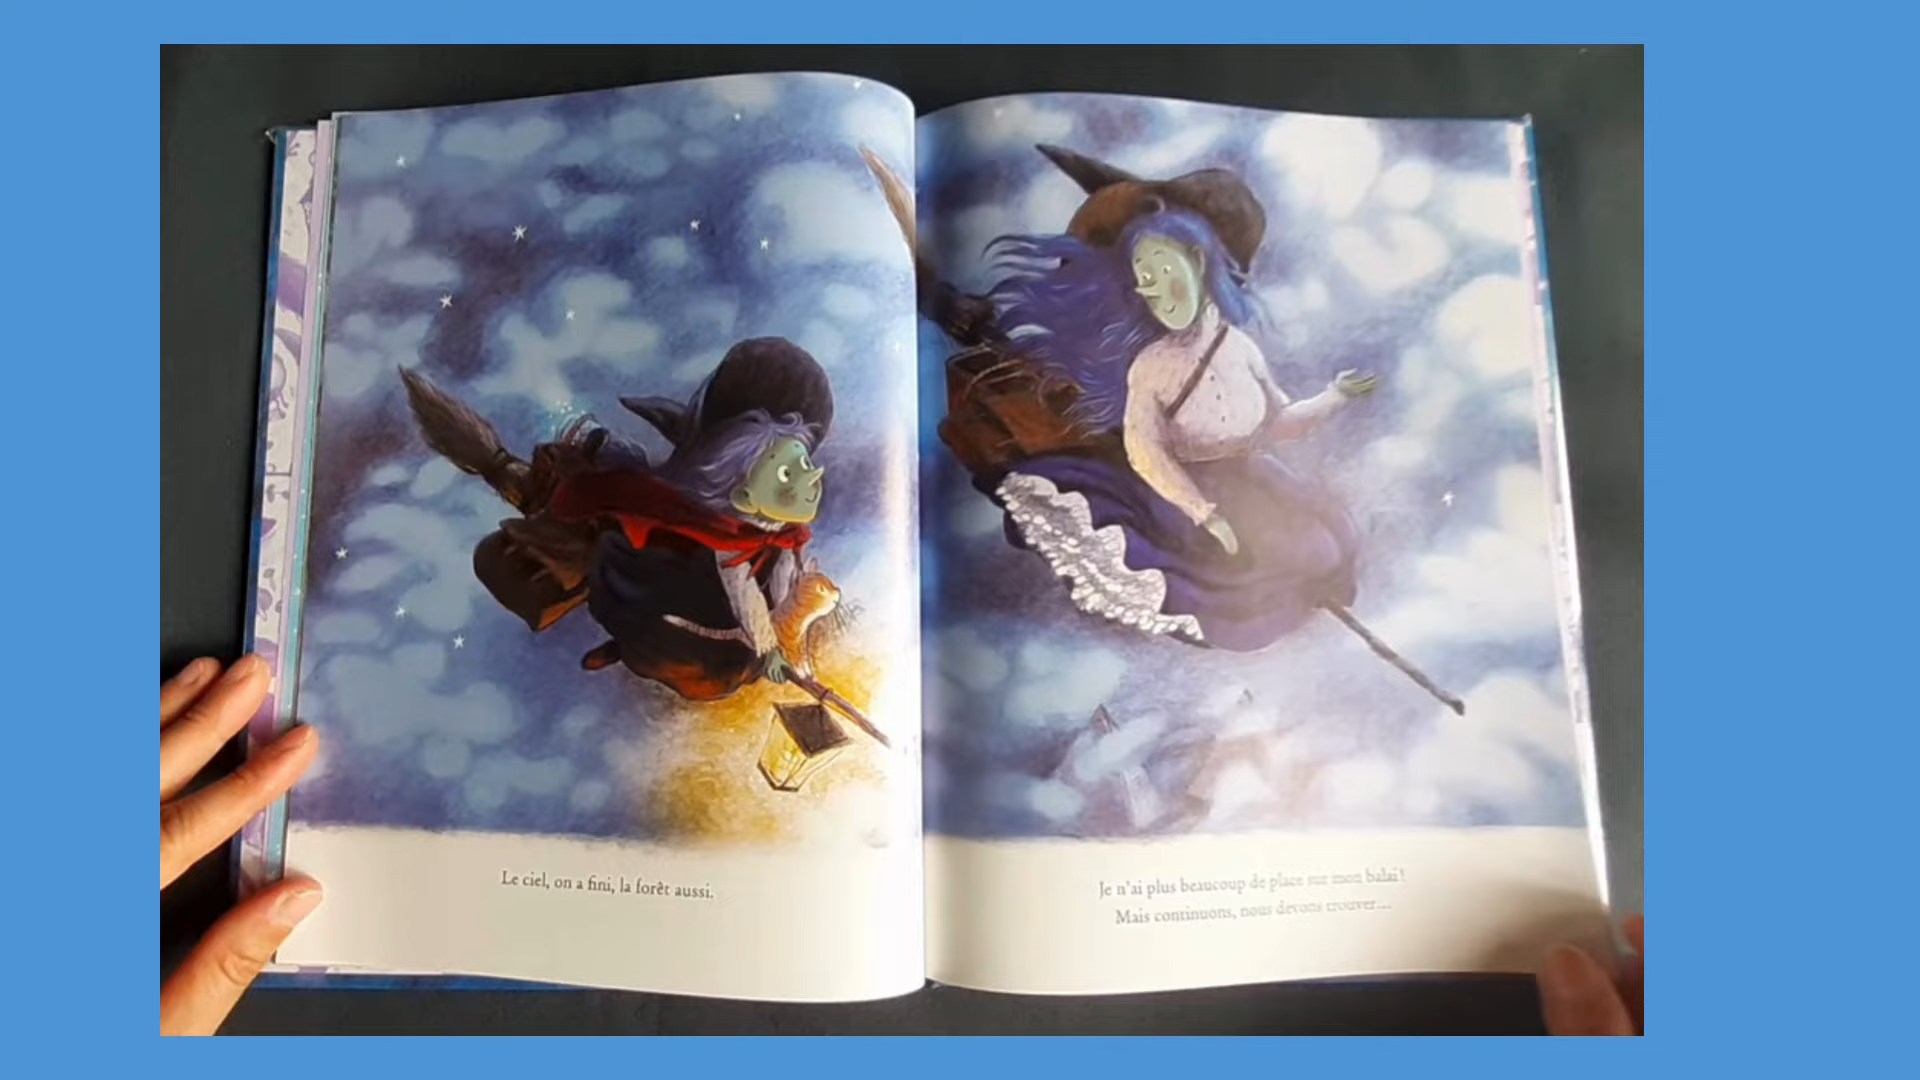 Le ciel, on a fini, la forêt aussi.
Je n'ai plus beaucoup de place sur mon balai !
Mais continuons, nous devons trouver...